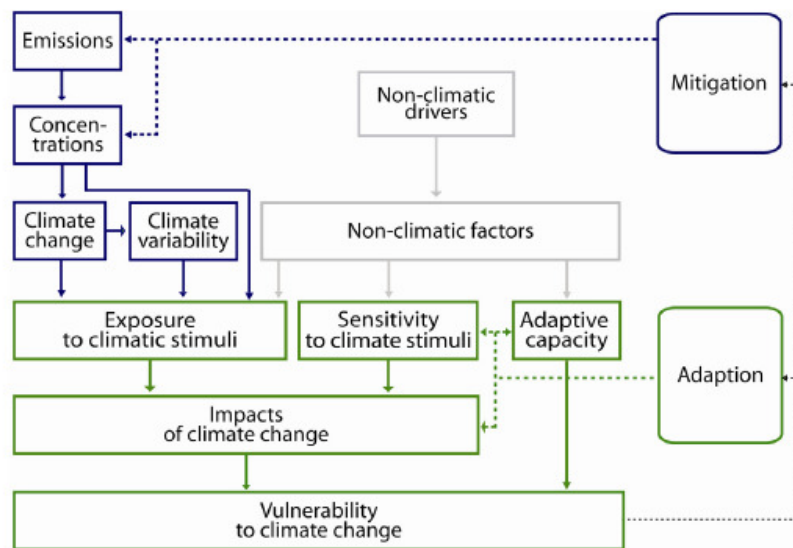 Emissions
Mitigation
Non-climatic
drivers
Concen-
trations
Climate
change
Climate
variability
Non-climatic factors
Exposure
to climatic stimuli
Sensitivity
to climate stimuli
Adaptive
capacity
Adaption
Impacts
of climate change
Vulnerability
to climate change